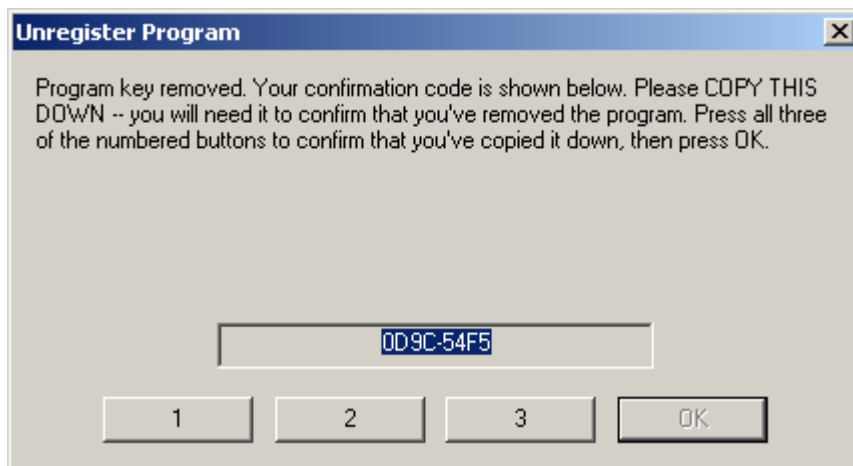 Unregister Program
Program key removed. Your confirmation code is shown below. Please COPY THIS
DOWN -- you will need it to confirm that you've removed the program. Press all three
of the numbered buttons to confirm that you've copied it down, then press OK.
0D9C-54F5
1 2 3 OK